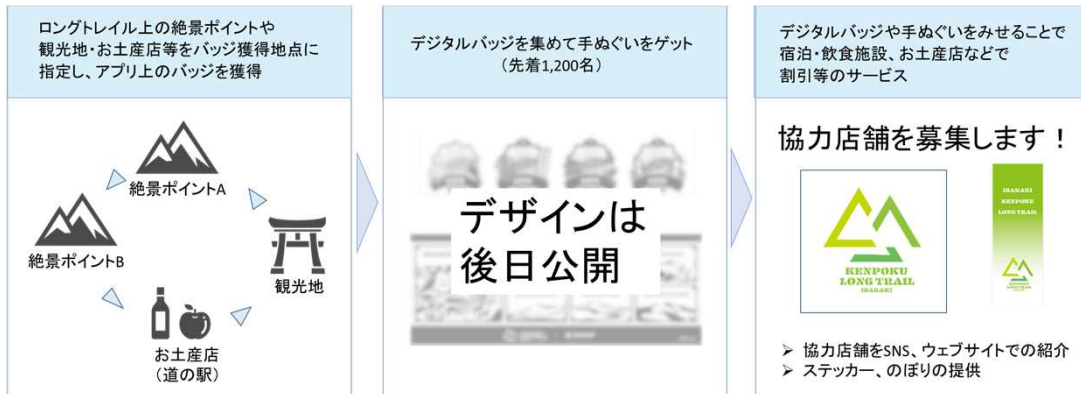 ロングトレイル上の絶景ポイントや
観光地・お土産店等をバッジ獲得地点に
指定し、アプリ上のバッジを獲得
絶景ポイントA
絶景ポイントB
観光地
お土産店
(道の駅)
デジタルバッジを集めて手ぬぐいをゲット
(先着1,200名)
デザインは
後日公開
デジタルバッジや手ぬぐいをみせることで
宿泊・飲食施設、お土産店などで
割引等のサービス
協力店舗を募集します！
KENPOKU
LONG TRAIL
IBARAKI
IBARAKI
KENPOKU
LONG TRAIL
KENPOKU
LONG TRAIL
➢ 協力店舗をSNS、ウェブサイトでの紹介
➢ ステッカー、のぼりの提供